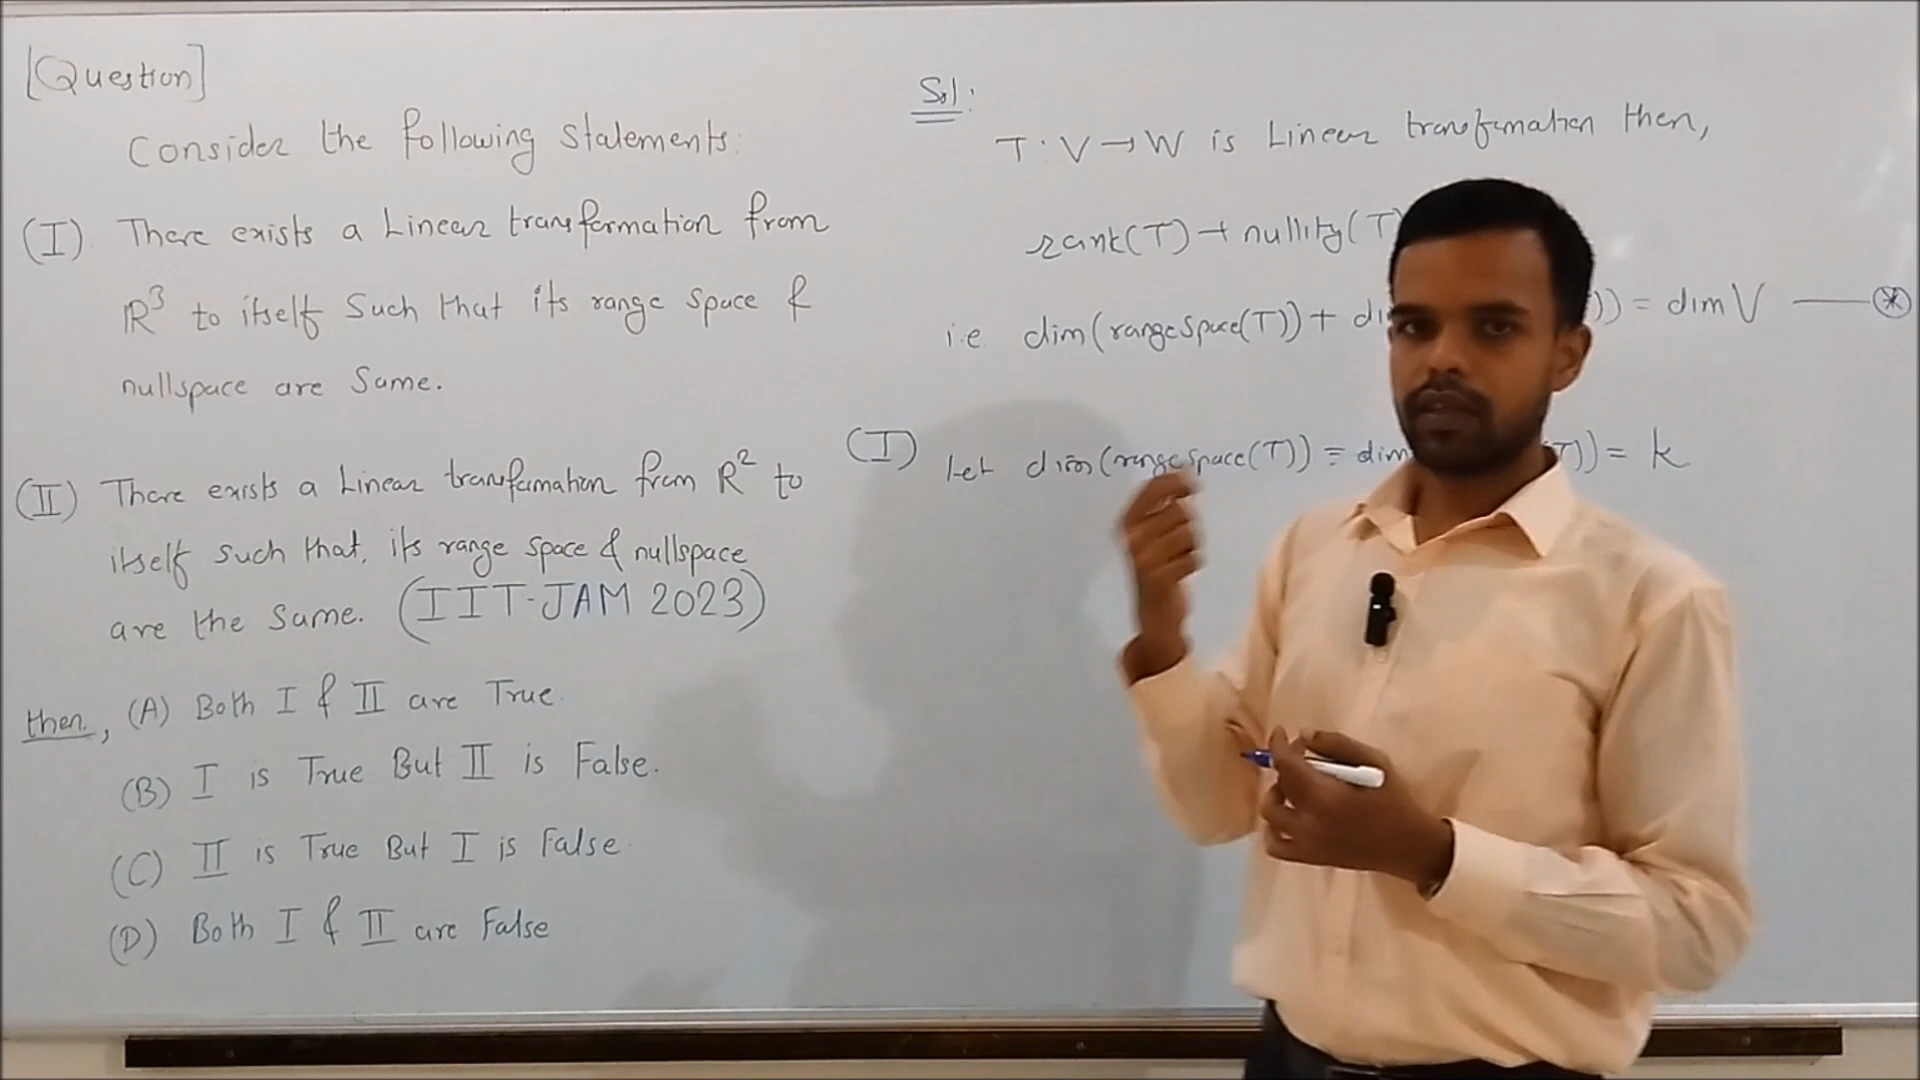 [Question]
Consider the following statements:
(I) There exists a Linear transformation from
R³ to itself Such that its range space &
nullspace are Same.
(II) There exists a Linear transformation from R² to
itself such that, its range space & nullspace
are the Same. (IIT-JAM 2023)
then, (A) Both I & II are True.
(B) I is True But II is False.
(C) II is True But I is False.
(D) Both I & II are False
Sol:
T: V → W is Linear transformation then,
rank(T) + nullity(T)
i.e dim(rangespace(T)) + di )) = dim V —— ⊛
(I) Let dim(rangespace(T)) = dim (T)) = k